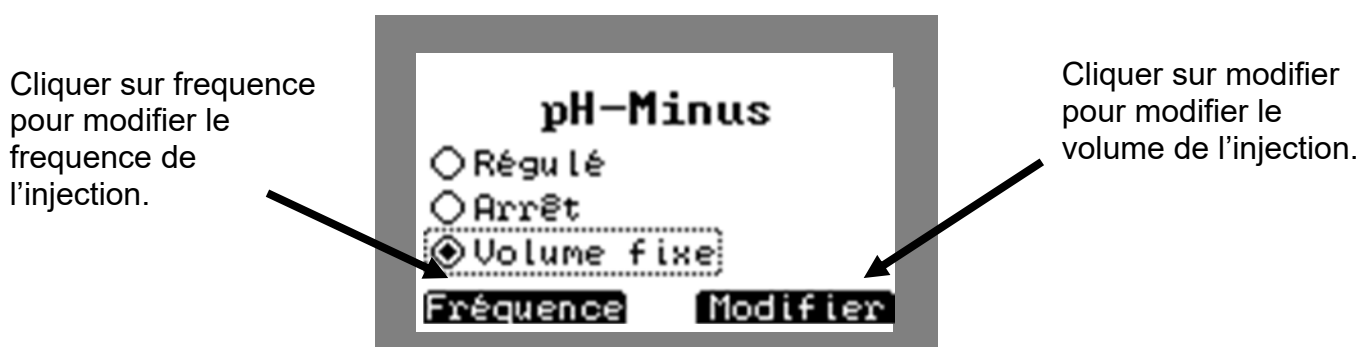 Cliquer sur frequence
pour modifier le
frequence de
l’injection.
pH-Minus
Régulé
Arrêt
Volume fixe
Fréquence
Modifier
Cliquer sur modifier
pour modifier le
volume de l’injection.